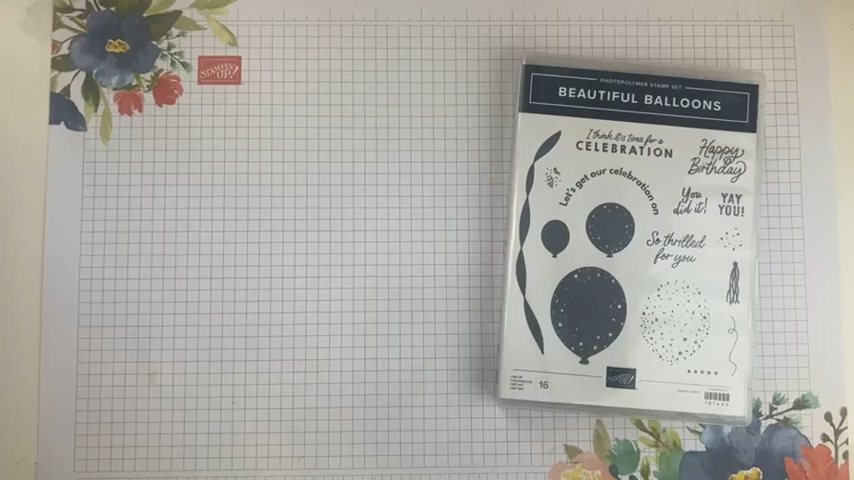 STAMPIN' UP!
PHOTOPOLYMER STAMP SET
BEAUTIFUL BALLOONS
I think it's time for a
CELEBRATION
Happy
Birthday
Let's get our celebration on
You
did it!
YAY
YOU!
So thrilled
for you
STAMPIN' UP!
16